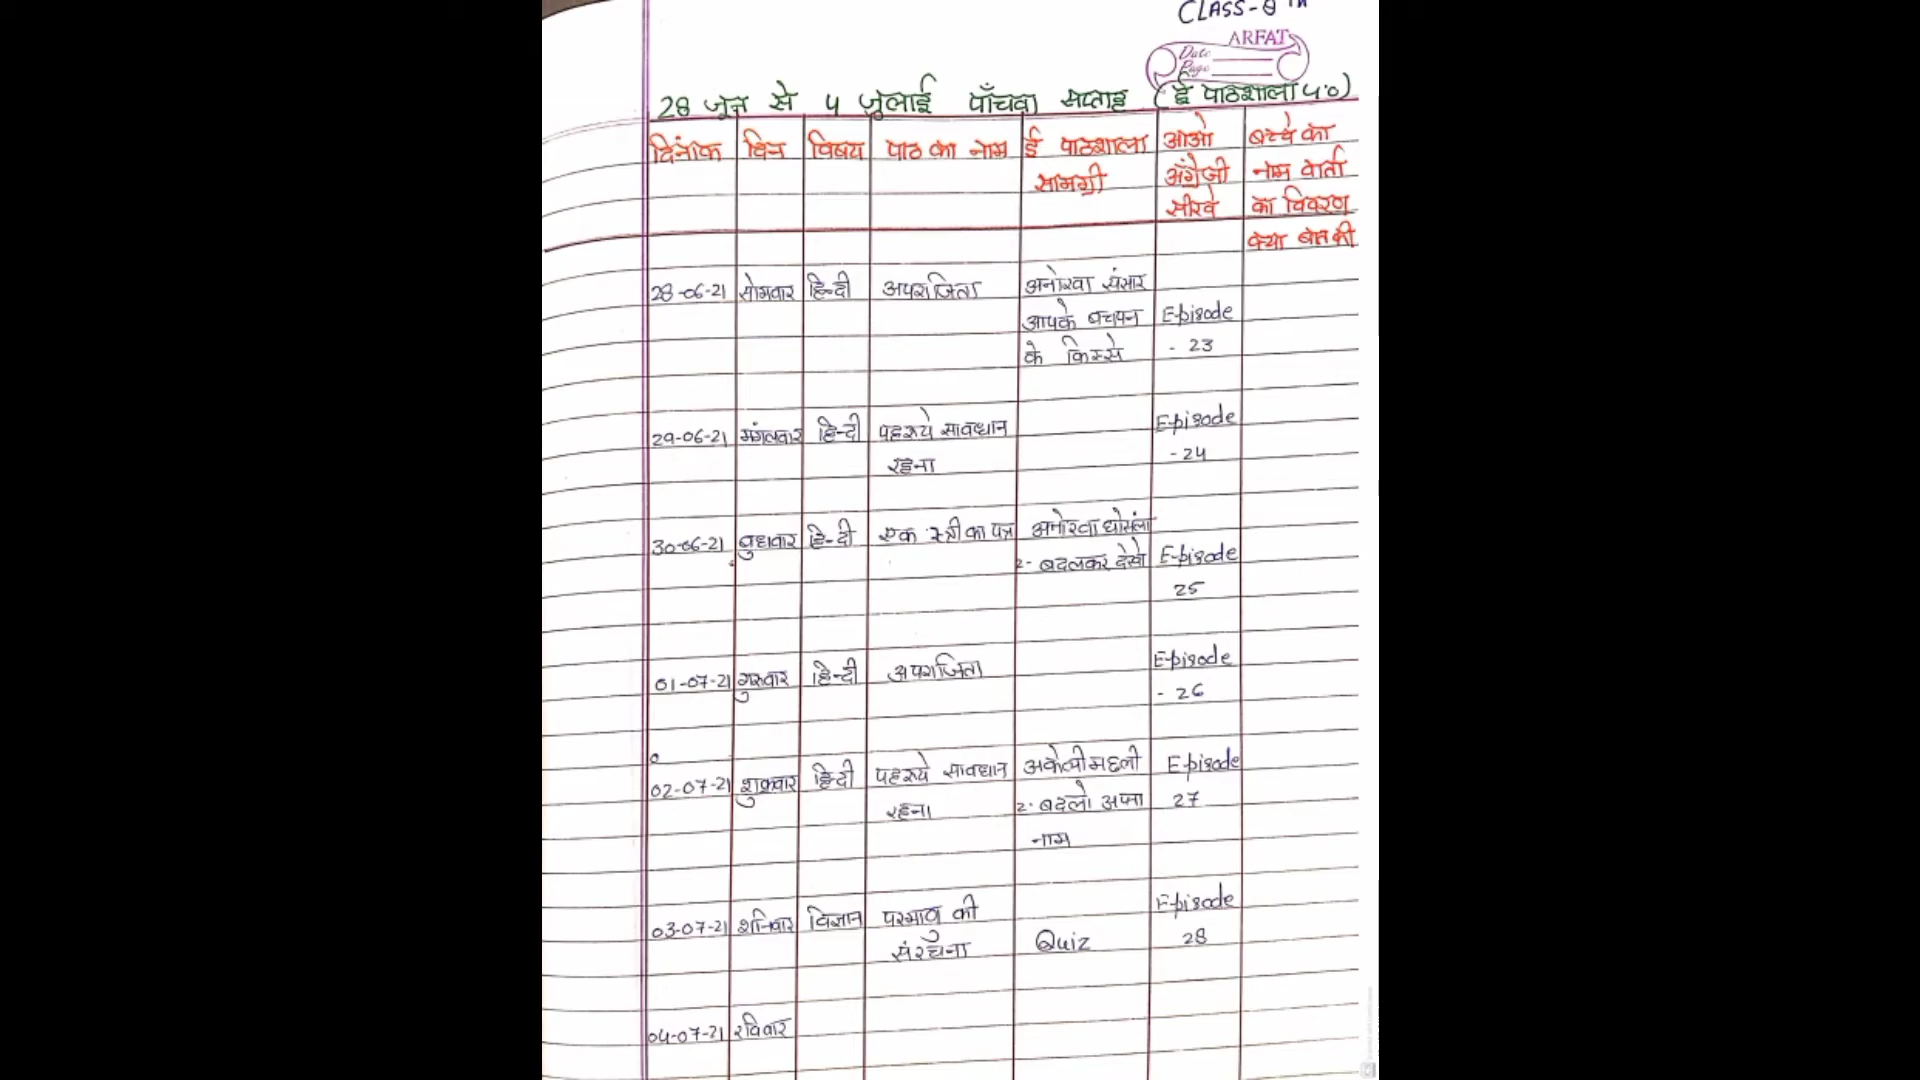 CLASS-8 TH
ARFAT
Date
Page
28 जून से 4 जुलाई पाँचवा सप्ताह (ई पाठशाला 4.0)
दिनांक दिन विषय पाठ का नाम ई पाठशाला आओ बच्चे का
सामग्री अंग्रेजी नाम वार्ता
सीखे का विवरण
क्या बात की
28-06-21 सोमवार हिन्दी अपराजिता अनोखा संसार
आपके बचपन Episode
के किस्से - 23
29-06-21 मंगलवार हिन्दी पहरुये सावधान Episode
रहना - 24
30-06-21 बुधवार हिन्दी एक स्त्री का पत्र अनोखा घोसंला
2- बदलकर देखो Episode
25
01-07-21 गुरुवार हिन्दी अपराजिता Episode
- 26
02-07-21 शुक्रवार हिंदी पहरुये सावधान अकेली मछली Episode
रहना 2. बदलो अपना 27
नाम
03-07-21 शनिवार विज्ञान परमाणु की Episode
संरचना Quiz 28
04-07-21 रविवार